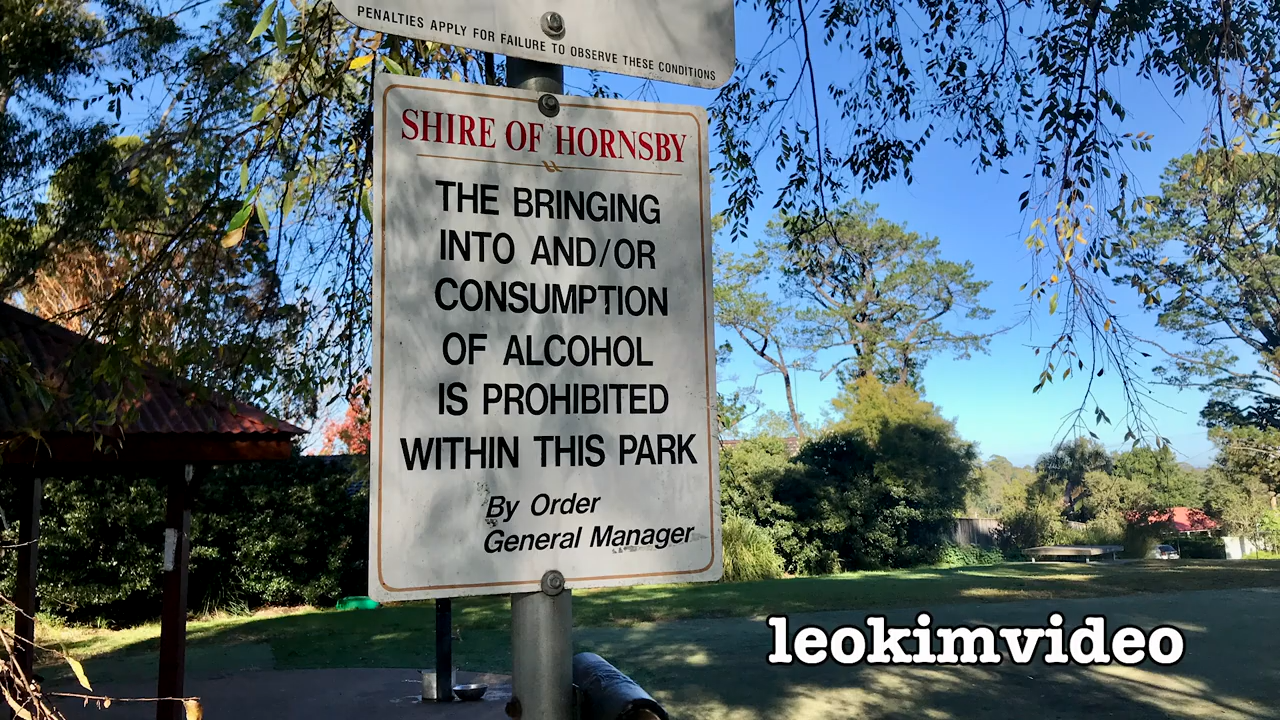 PENALTIES APPLY FOR FAILURE TO OBSERVE THESE CONDITIONS
SHIRE OF HORNSBY
THE BRINGING
INTO AND/OR
CONSUMPTION
OF ALCOHOL
IS PROHIBITED
WITHIN THIS PARK
By Order
General Manager
leokimvideo